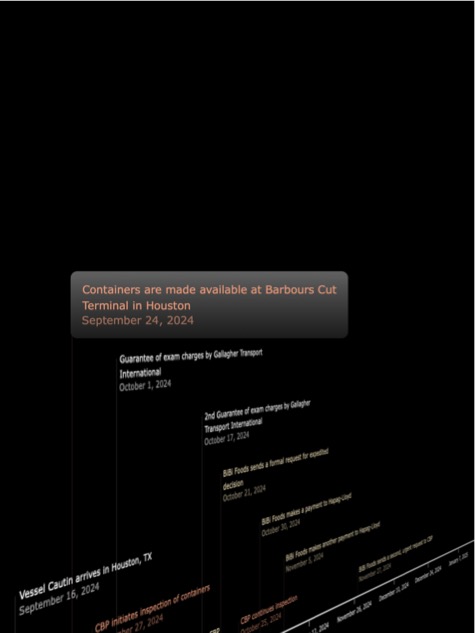 Containers are made available at Barbours Cut
Terminal in Houston
September 24, 2024
Guarantee of exam charges by Gallagher Transport
International
October 1, 2024
2nd Guarantee of exam charges by Gallagher
Transport International
October 17, 2024
BiBi Foods sends a formal request for expedited
decision
October 21, 2024
BiBi Foods makes a payment to Hapag-Lloyd
October 30, 2024
BiBi Foods makes another payment to Hapag-Lloyd
November 5, 2024
BiBi Foods sends a second, urgent request to CBP
November 27, 2024
Vessel Cautin arrives in Houston, TX
September 16, 2024
CBP initiates inspection of containers
27, 2024
CBP continues inspection
October 25, 2024
CBP
2024
November 26, 2024
December 10, 2024
December 24, 2024
January 7, 2025